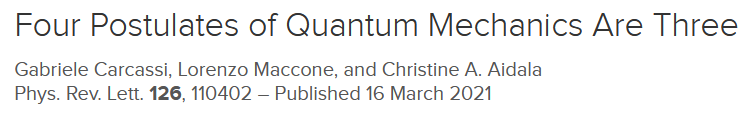 Four Postulates of Quantum Mechanics Are Three
Gabriele Carcassi, Lorenzo Maccone, and Christine A. Aidala
Phys. Rev. Lett. 126, 110402 – Published 16 March 2021